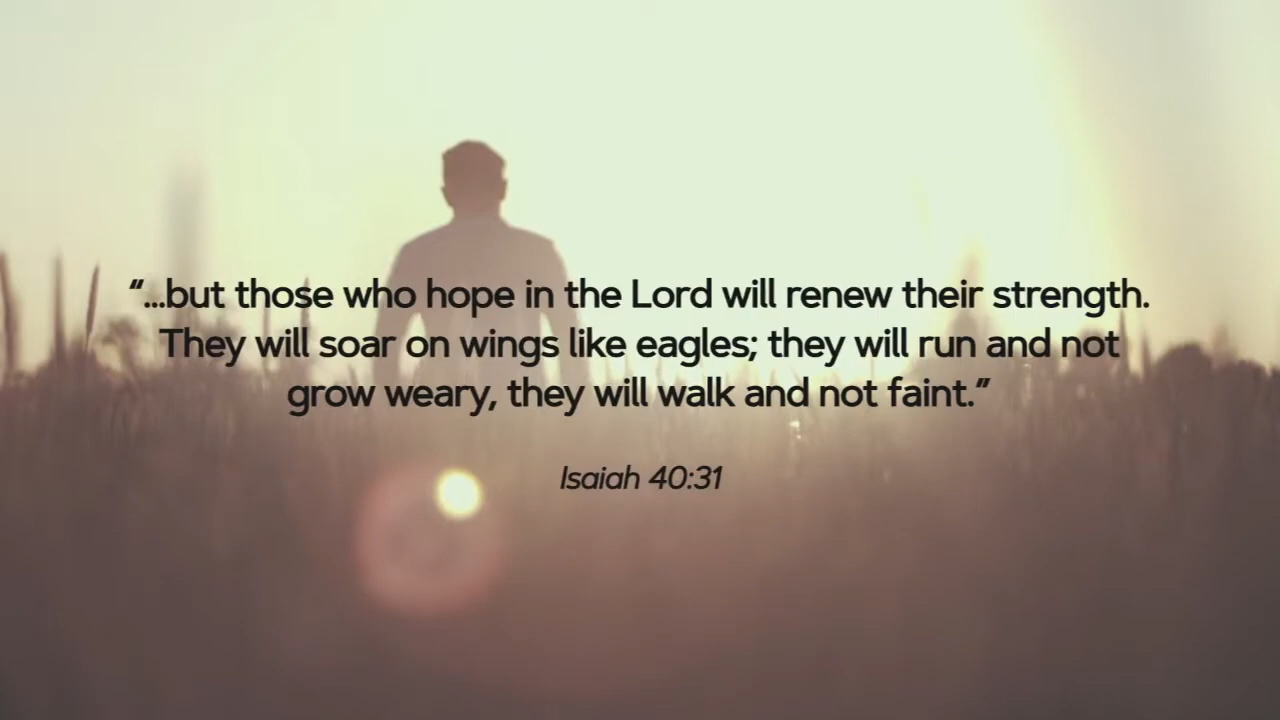 “...but those who hope in the Lord will renew their strength.
They will soar on wings like eagles; they will run and not
grow weary, they will walk and not faint.”
Isaiah 40:31